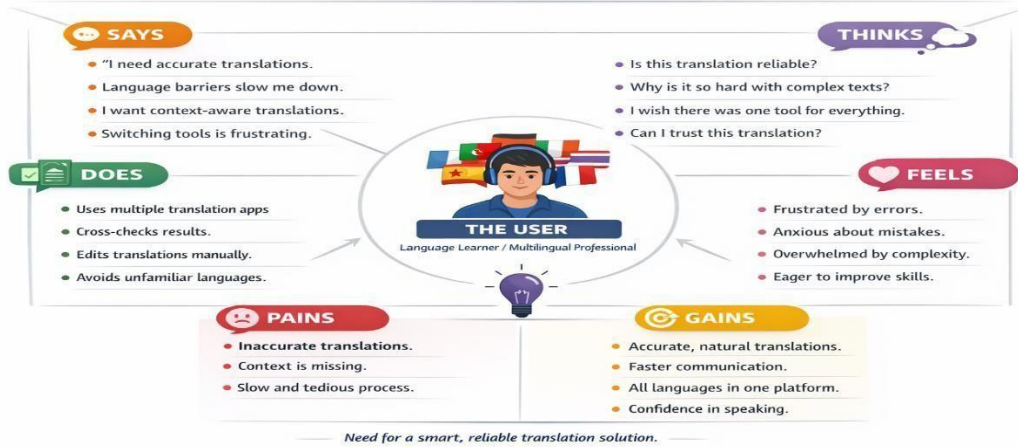 SAYS
• "I need accurate translations.
• Language barriers slow me down.
• I want context-aware translations.
• Switching tools is frustrating.
THINKS
• Is this translation reliable?
• Why is it so hard with complex texts?
• I wish there was one tool for everything.
• Can I trust this translation?
DOES
• Uses multiple translation apps
• Cross-checks results.
• Edits translations manually.
• Avoids unfamiliar languages.
THE USER
Language Learner / Multilingual Professional
FEELS
• Frustrated by errors.
• Anxious about mistakes.
• Overwhelmed by complexity.
• Eager to improve skills.
PAINS
• Inaccurate translations.
• Context is missing.
• Slow and tedious process.
GAINS
• Accurate, natural translations.
• Faster communication.
• All languages in one platform.
• Confidence in speaking.
Need for a smart, reliable translation solution.